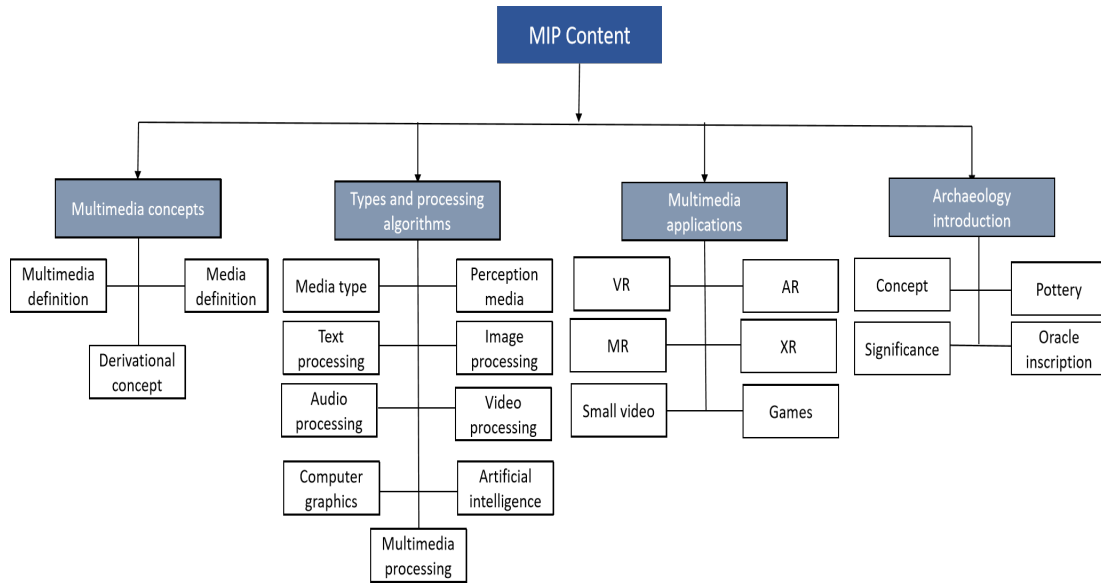 MIP Content
Multimedia concepts
Types and processing
algorithms
Multimedia
applications
Archaeology
introduction
Multimedia
definition
Media
definition
Derivational
concept
Media type
Perception
media
Text
processing
Image
processing
Audio
processing
Video
processing
Computer
graphics
Artificial
intelligence
Multimedia
processing
VR
AR
MR
XR
Small video
Games
Concept
Pottery
Significance
Oracle
inscription